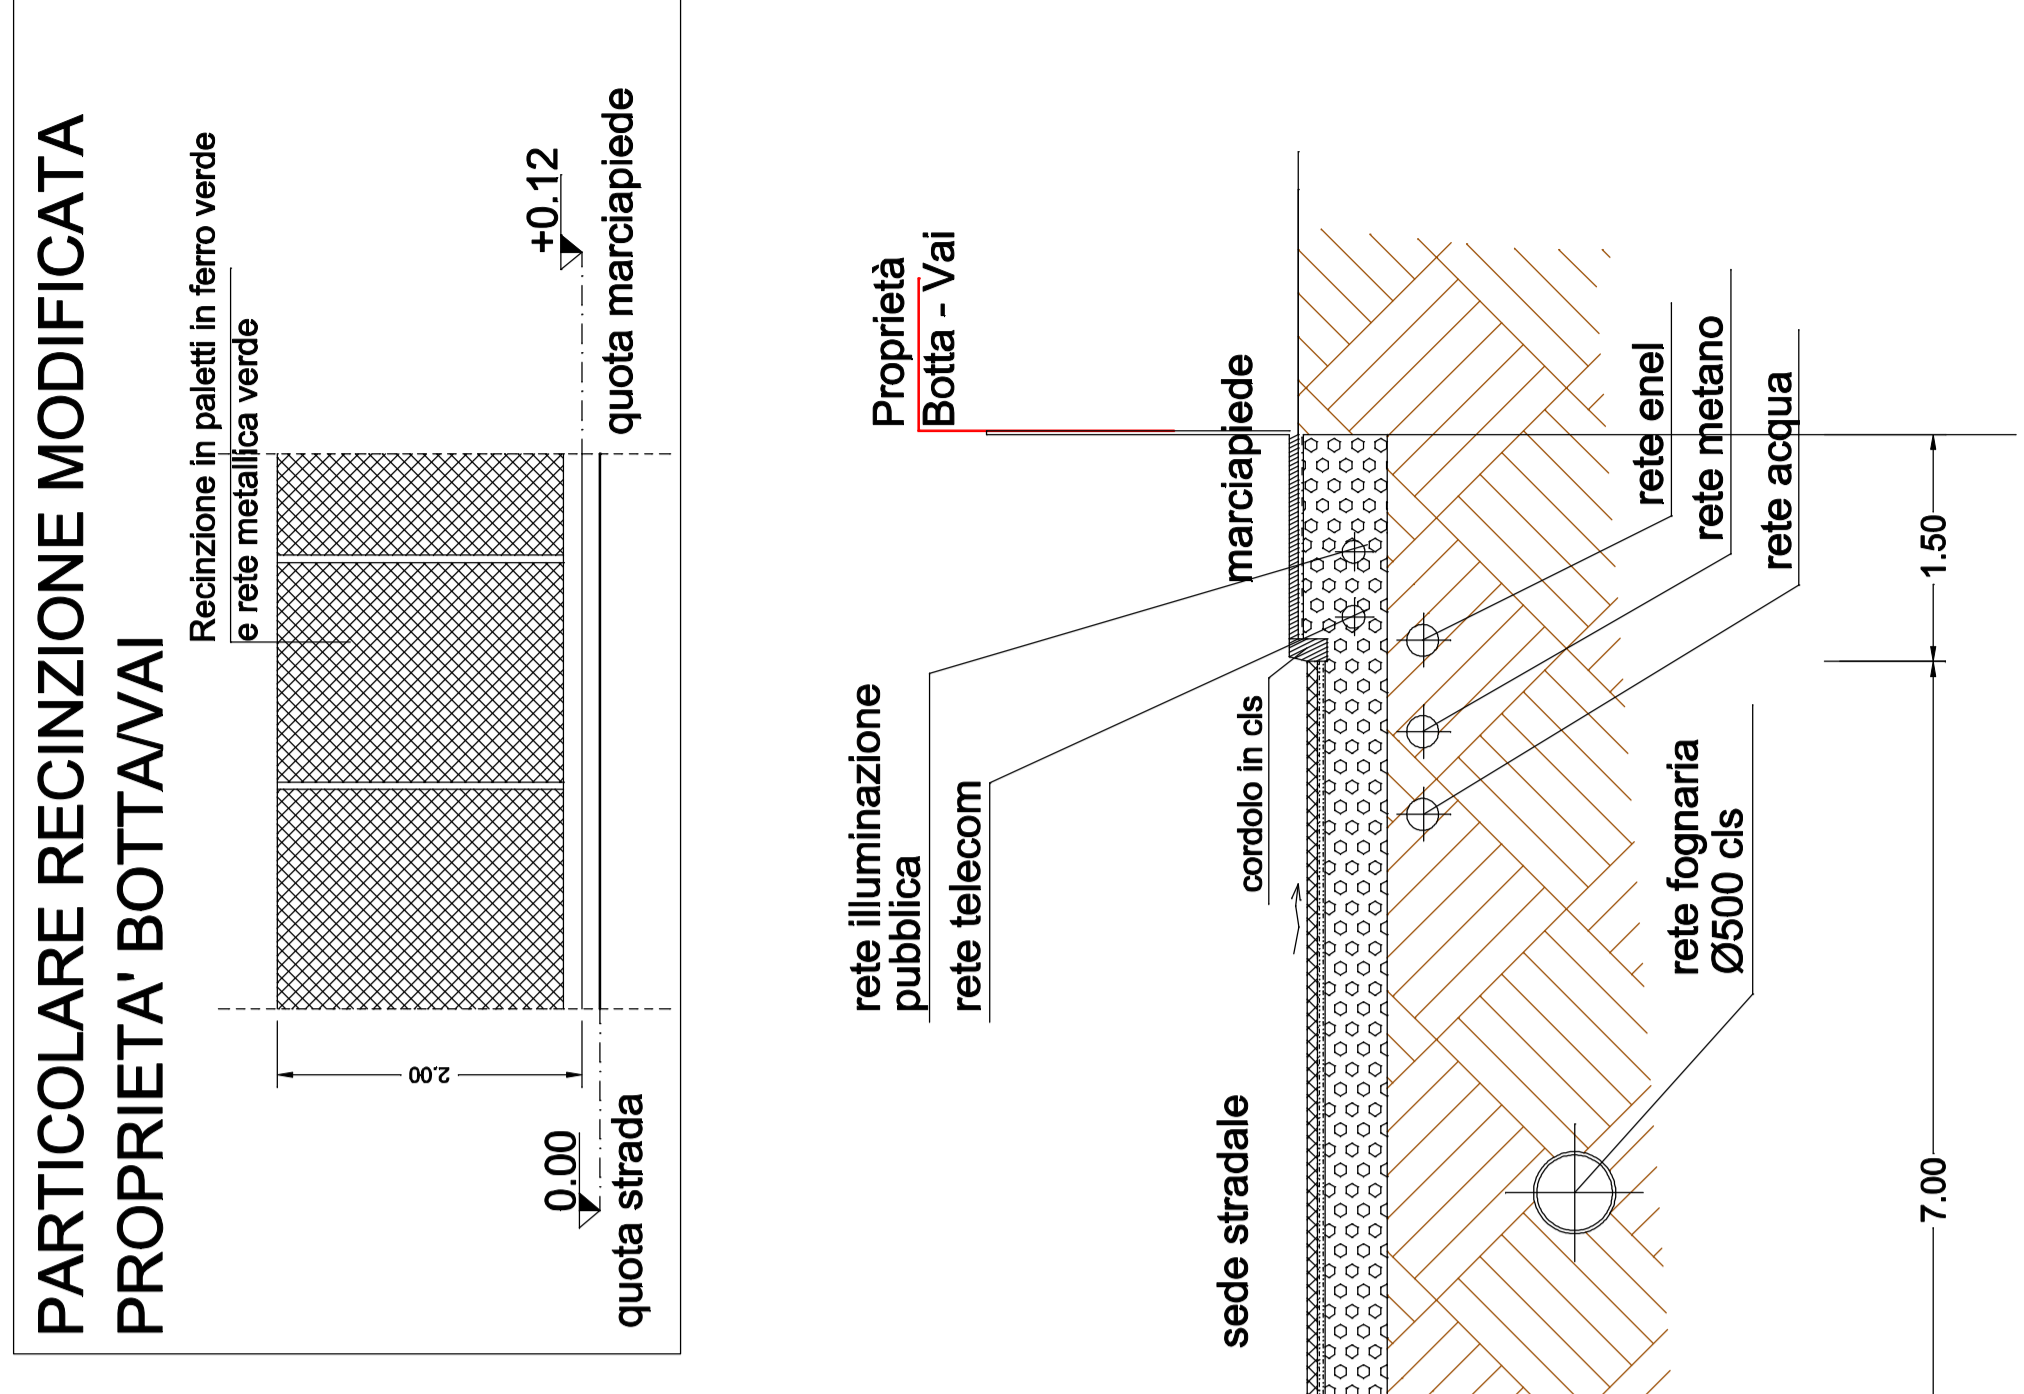 PARTICOLARE RECINZIONE MODIFICATA
PROPRIETA' BOTTA/VAI
Recinzione in paletti in ferro verde
e rete metallica verde
2.00
+0.12
quota marciapiede
0.00
quota strada
Proprietà
Botta - Vai
rete illuminazione
pubblica
rete telecom
marciapiede
cordolo in cls
sede stradale
rete enel
rete metano
rete acqua
rete fognaria
Ø500 cls
1.50
7.00